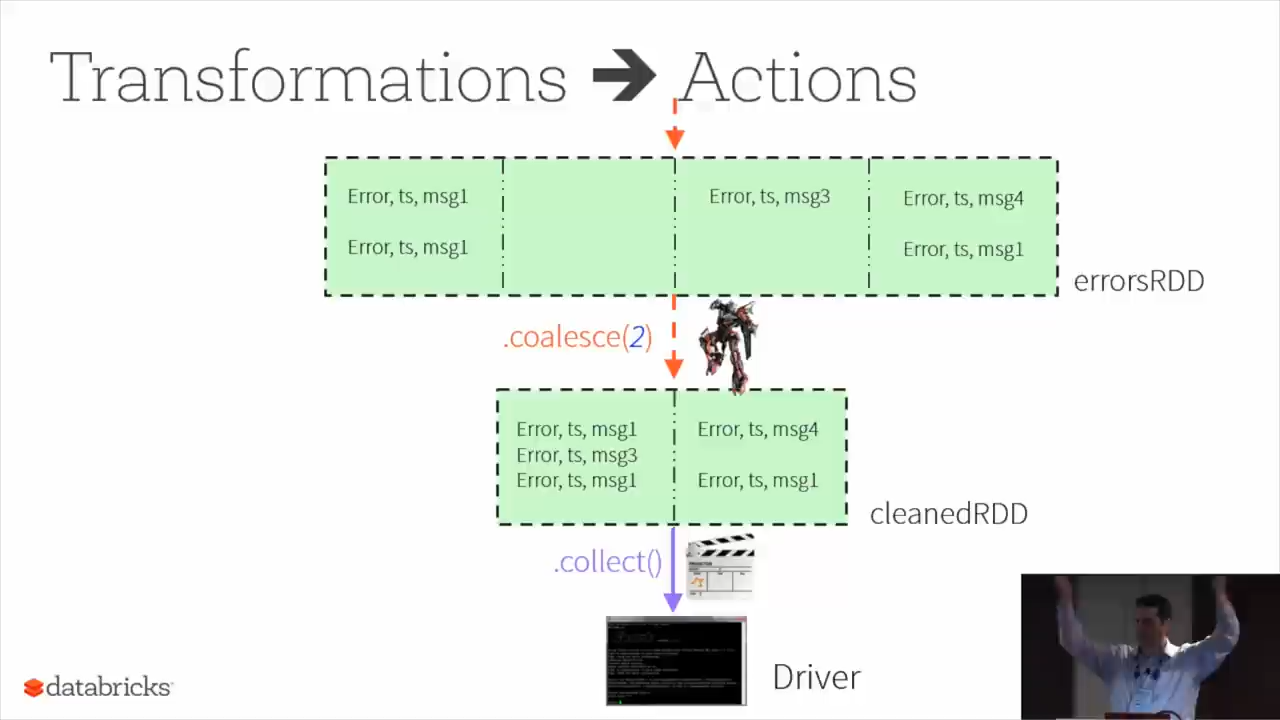 Transformations ➔ Actions
Error, ts, msg1
Error, ts, msg3
Error, ts, msg4
Error, ts, msg1
Error, ts, msg1
errorsRDD
.coalesce(2)
Error, ts, msg1
Error, ts, msg4
Error, ts, msg3
Error, ts, msg1
Error, ts, msg1
cleanedRDD
.collect()
Driver
databricks